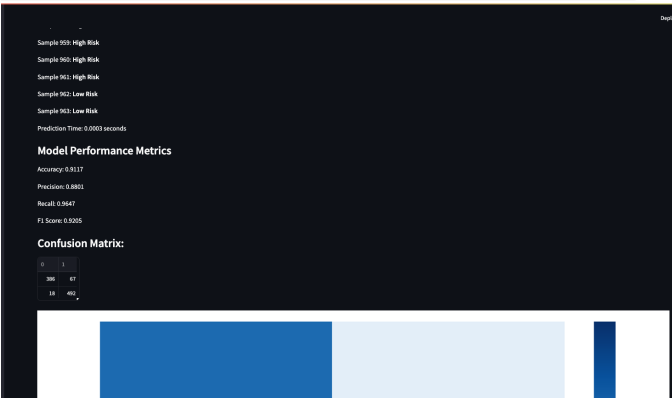 Depl
Sample 959: High Risk
Sample 960: High Risk
Sample 961: High Risk
Sample 962: Low Risk
Sample 963: Low Risk
Prediction Time: 0.0003 seconds
Model Performance Metrics
Accuracy: 0.9117
Precision: 0.8801
Recall: 0.9647
F1 Score: 0.9205
Confusion Matrix:
0 1
386 67
18 492